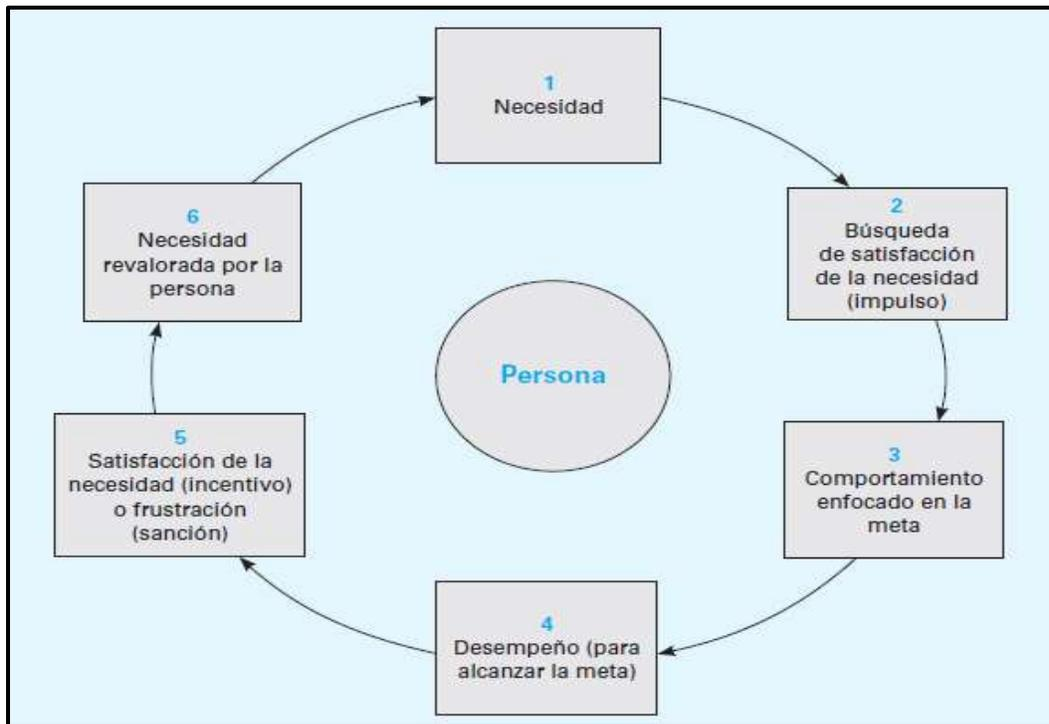 1
Necesidad
2
Búsqueda
de satisfacción
de la necesidad
(impulso)
3
Comportamiento
enfocado en la
meta
4
Desempeño (para
alcanzar la meta)
5
Satisfacción de la
necesidad (incentivo)
o frustración
(sanción)
6
Necesidad
revalorada por la
persona
Persona